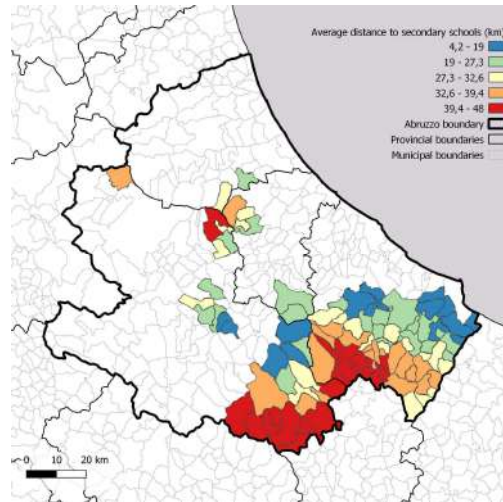 Average distance to secondary schools (km)
4,2 - 19
19 - 27,3
27,3 - 32,6
32,6 - 39,4
39,4 - 48
Abruzzo boundary
Provincial boundaries
Municipal boundaries
0 10 20 km